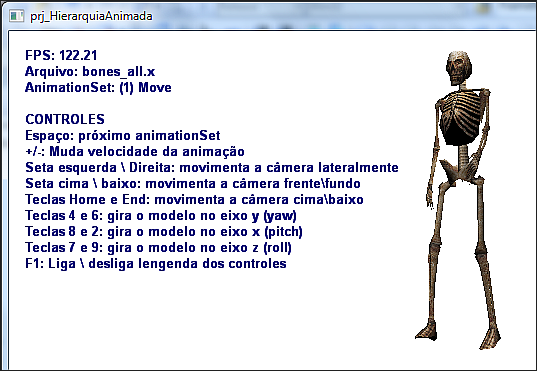 prj_HierarquiaAnimada
FPS: 122.21
Arquivo: bones_all.x
AnimationSet: (1) Move
CONTROLES
Espaço: próximo animationSet
+/-: Muda velocidade da animação
Seta esquerda \ Direita: movimenta a câmera lateralmente
Seta cima \ baixo: movimenta a câmera frente\fundo
Teclas Home e End: movimenta a câmera cima\baixo
Teclas 4 e 6: gira o modelo no eixo y (yaw)
Teclas 8 e 2: gira o modelo no eixo x (pitch)
Teclas 7 e 9: gira o modelo no eixo z (roll)
F1: Liga \ desliga lengenda dos controles